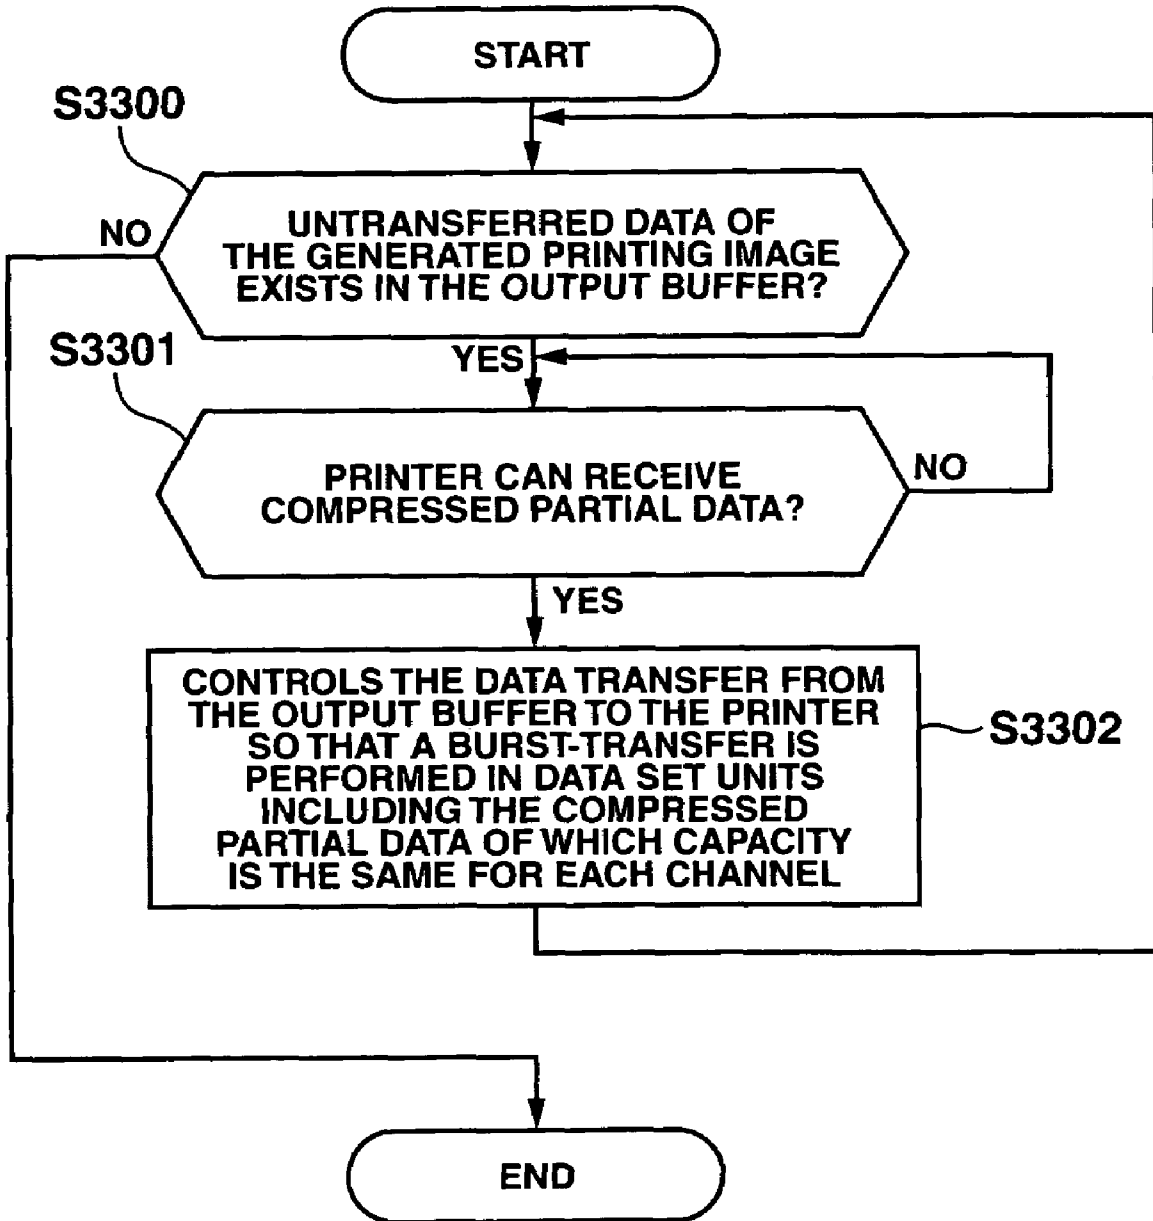 START
S3300
NO
UNTRANSFERRED DATA OF
THE GENERATED PRINTING IMAGE
EXISTS IN THE OUTPUT BUFFER?
S3301
YES
PRINTER CAN RECEIVE
COMPRESSED PARTIAL DATA?
NO
YES
CONTROLS THE DATA TRANSFER FROM
THE OUTPUT BUFFER TO THE PRINTER
SO THAT A BURST-TRANSFER IS
PERFORMED IN DATA SET UNITS
INCLUDING THE COMPRESSED
PARTIAL DATA OF WHICH CAPACITY
IS THE SAME FOR EACH CHANNEL
S3302
END